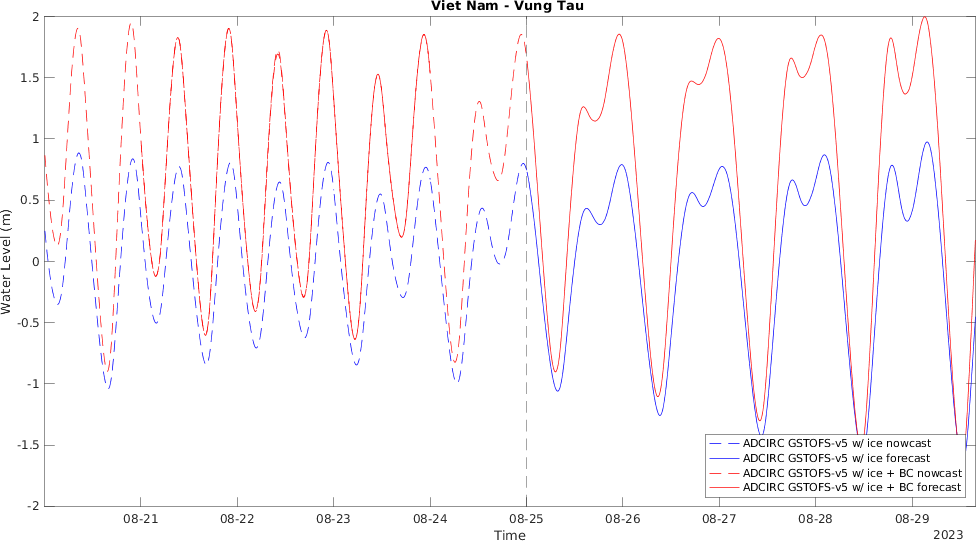 Viet Nam - Vung Tau
2
1.5
1
0.5
0
-0.5
-1
-1.5
-2
Water Level (m)
08-21
08-22
08-23
08-24
08-25
08-26
08-27
08-28
08-29
Time
2023
ADCIRC GSTOFS-v5 w/ ice nowcast
ADCIRC GSTOFS-v5 w/ ice forecast
ADCIRC GSTOFS-v5 w/ ice + BC nowcast
ADCIRC GSTOFS-v5 w/ ice + BC forecast